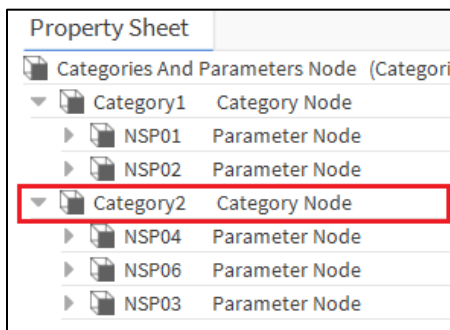 Property Sheet
Categories And Parameters Node (Categori
Category1 Category Node
NSP01 Parameter Node
NSP02 Parameter Node
Category2 Category Node
NSP04 Parameter Node
NSP06 Parameter Node
NSP03 Parameter Node